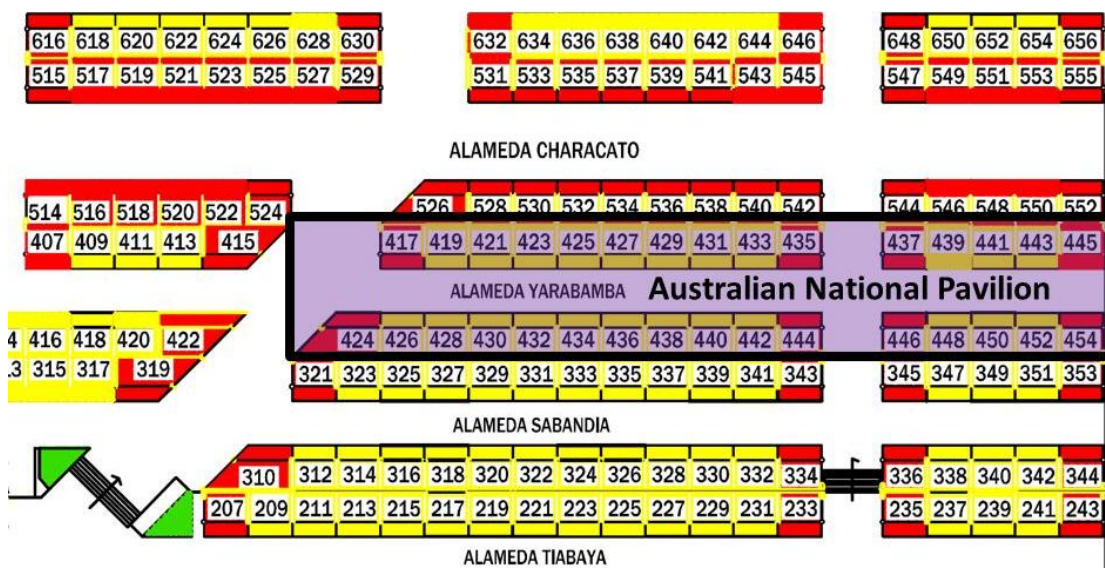 616 618 620 622 624 626 628 630 632 634 636 638 640 642 644 646 648 650 652 654 656
515 517 519 521 523 525 527 529 531 533 535 537 539 541 543 545 547 549 551 553 555
ALAMEDA CHARACATO
514 516 518 520 522 524 526 528 530 532 534 536 538 540 542 544 546 548 550 552
407 409 411 413 415 417 419 421 423 425 427 429 431 433 435 437 439 441 443 445
ALAMEDA YARABAMBA Australian National Pavilion
416 418 420 422 424 426 428 430 432 434 436 438 440 442 444 446 448 450 452 454
315 317 319 321 323 325 327 329 331 333 335 337 339 341 343 345 347 349 351 353
ALAMEDA SABANDIA
310 312 314 316 318 320 322 324 326 328 330 332 334 336 338 340 342 344
207 209 211 213 215 217 219 221 223 225 227 229 231 233 235 237 239 241 243
ALAMEDA TIABAYA